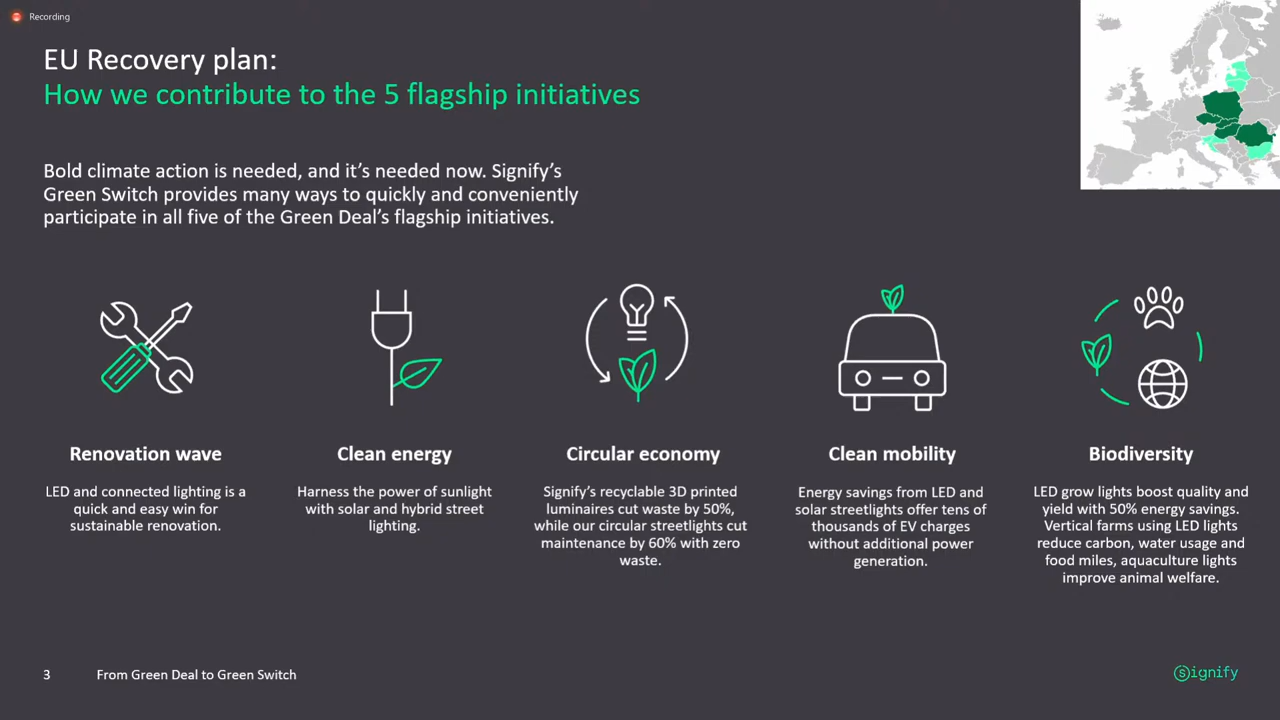 Recording
EU Recovery plan:
How we contribute to the 5 flagship initiatives
Bold climate action is needed, and it’s needed now. Signify’s
Green Switch provides many ways to quickly and conveniently
participate in all five of the Green Deal’s flagship initiatives.
Renovation wave
LED and connected lighting is a
quick and easy win for
sustainable renovation.
Clean energy
Harness the power of sunlight
with solar and hybrid street
lighting.
Circular economy
Signify’s recyclable 3D printed
luminaires cut waste by 50%,
while our circular streetlights cut
maintenance by 60% with zero
waste.
Clean mobility
Energy savings from LED and
solar streetlights offer tens of
thousands of EV charges
without additional power
generation.
Biodiversity
LED grow lights boost quality and
yield with 50% energy savings.
Vertical farms using LED lights
reduce carbon, water usage and
food miles, aquaculture lights
improve animal welfare.
3 From Green Deal to Green Switch
Signify